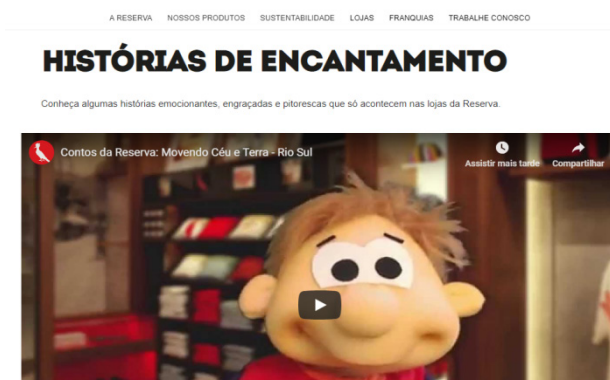 A RESERVA NOSSOS PRODUTOS SUSTENTABILIDADE LOJAS FRANQUIAS TRABALHE CONOSCO
HISTÓRIAS DE ENCANTAMENTO
Conheça algumas histórias emocionantes, engraçadas e pitorescas que só acontecem nas lojas da Reserva.
Contos da Reserva: Movendo Céu e Terra - Rio Sul
Assistir mais tarde Compartilhar